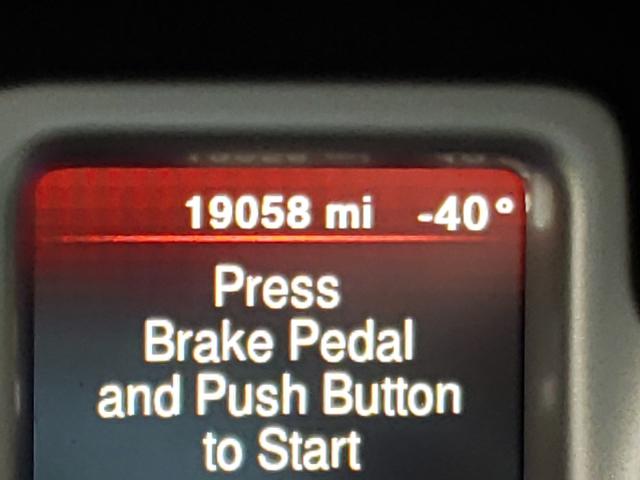 19058 mi -40°
Press
Brake Pedal
and Push Button
to Start